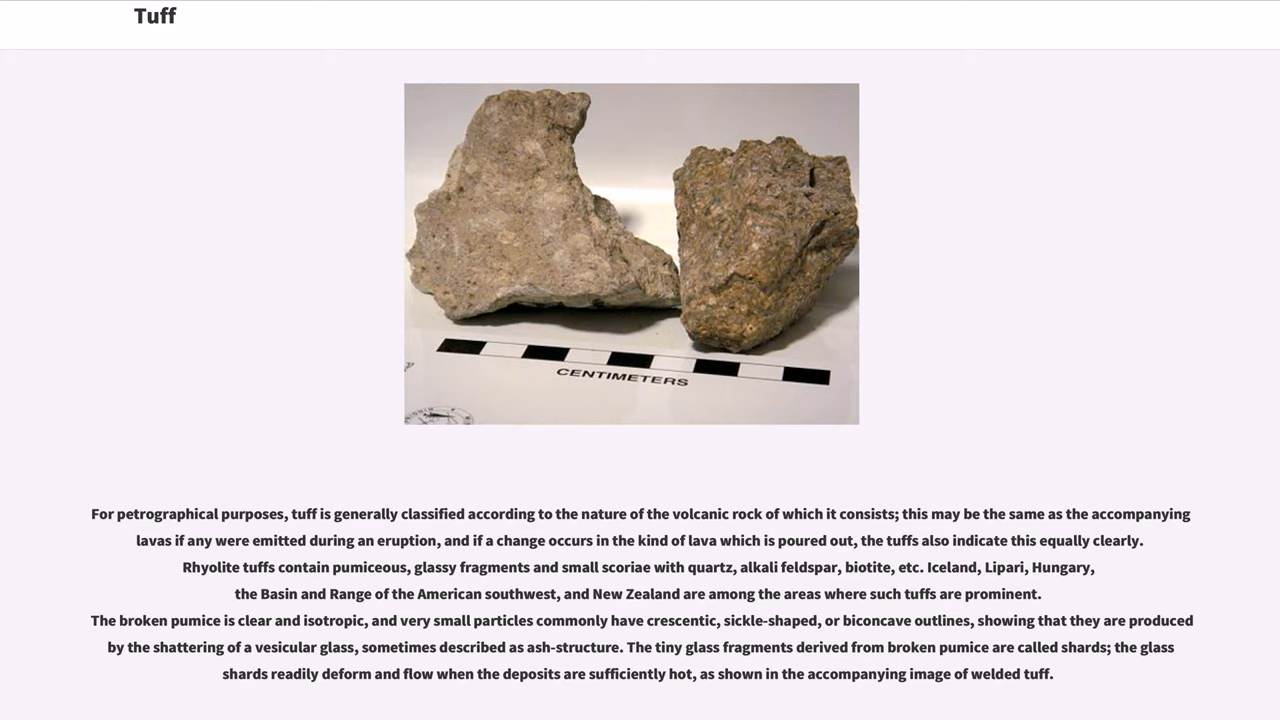 Tuff
CENTIMETERS
For petrographical purposes, tuff is generally classified according to the nature of the volcanic rock of which it consists; this may be the same as the accompanying
lavas if any were emitted during an eruption, and if a change occurs in the kind of lava which is poured out, the tuffs also indicate this equally clearly.
Rhyolite tuffs contain pumiceous, glassy fragments and small scoriae with quartz, alkali feldspar, biotite, etc. Iceland, Lipari, Hungary,
the Basin and Range of the American southwest, and New Zealand are among the areas where such tuffs are prominent.
The broken pumice is clear and isotropic, and very small particles commonly have crescentic, sickle-shaped, or biconcave outlines, showing that they are produced
by the shattering of a vesicular glass, sometimes described as ash-structure. The tiny glass fragments derived from broken pumice are called shards; the glass
shards readily deform and flow when the deposits are sufficiently hot, as shown in the accompanying image of welded tuff.